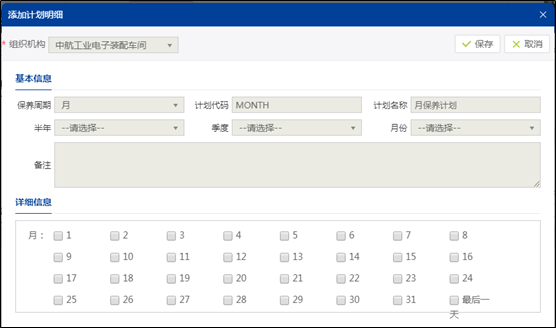 添加计划明细
* 组织机构 中航工业电子装配车间 保存 取消
基本信息
保养周期 月 计划代码 MONTH 计划名称 月保养计划
半年 --请选择-- 季度 --请选择-- 月份 --请选择--
备注
详细信息
月： 1 2 3 4 5 6 7 8
9 10 11 12 13 14 15 16
17 18 19 20 21 22 23 24
25 26 27 28 29 30 31 最后一
天